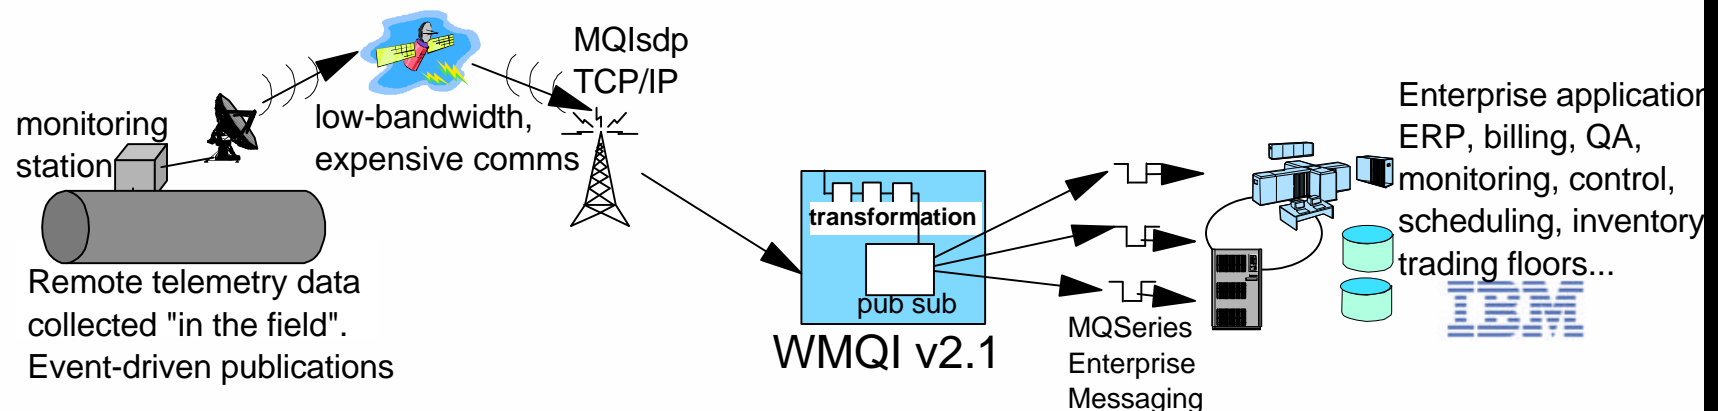 MQIsdp
TCP/IP
monitoring
station
low-bandwidth,
expensive comms
Remote telemetry data
collected "in the field".
Event-driven publications
transformation
pub sub
WMQI v2.1
MQSeries
Enterprise
Messaging
Enterprise application
ERP, billing, QA,
monitoring, control,
scheduling, inventory
trading floors...
IBM